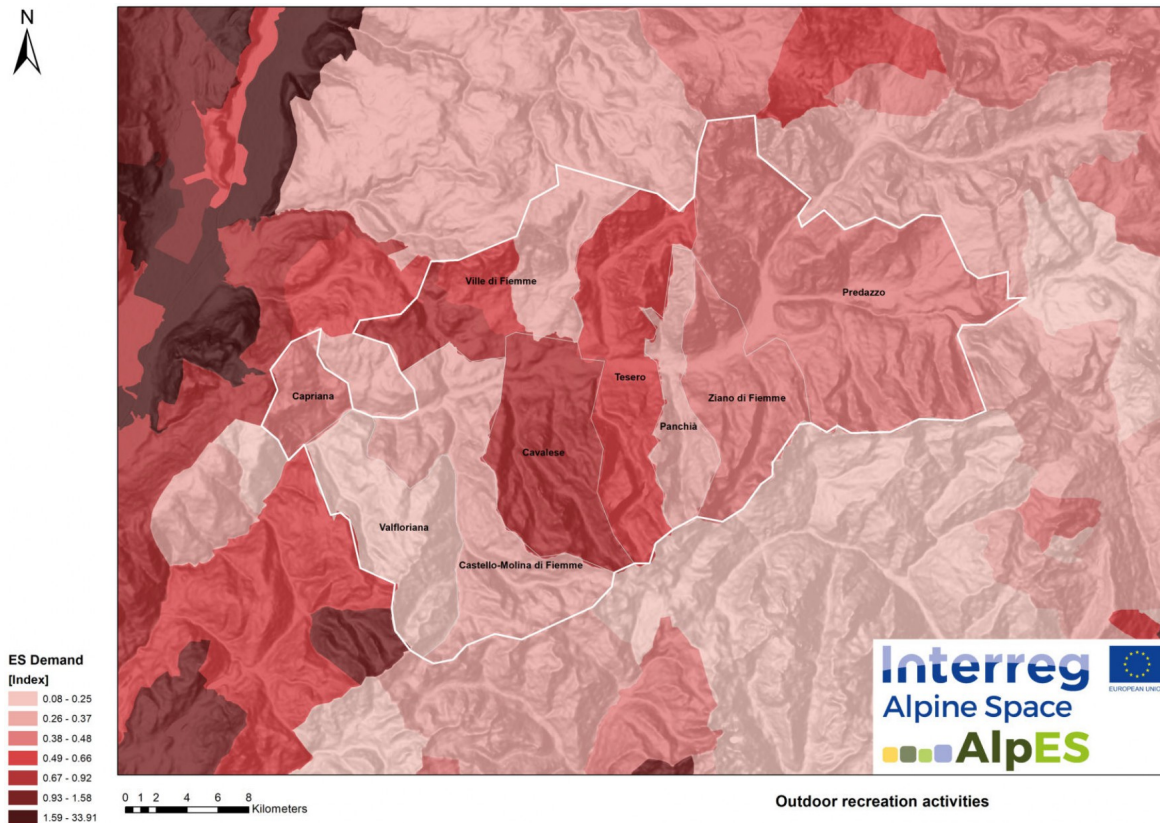 N
Ville di Fiemme
Predazzo
Capriana
Tesero
Ziano di Fiemme
Panchià
Cavalese
Valfloriana
Castello-Molina di Fiemme
ES Demand
[Index]
0.08 - 0.25
0.26 - 0.37
0.38 - 0.48
0.49 - 0.66
0.67 - 0.92
0.93 - 1.58
1.59 - 33.91
0 1 2 4 6 8
Kilometers
Interreg
EUROPEAN UNIO
Alpine Space
AlpES
Outdoor recreation activities